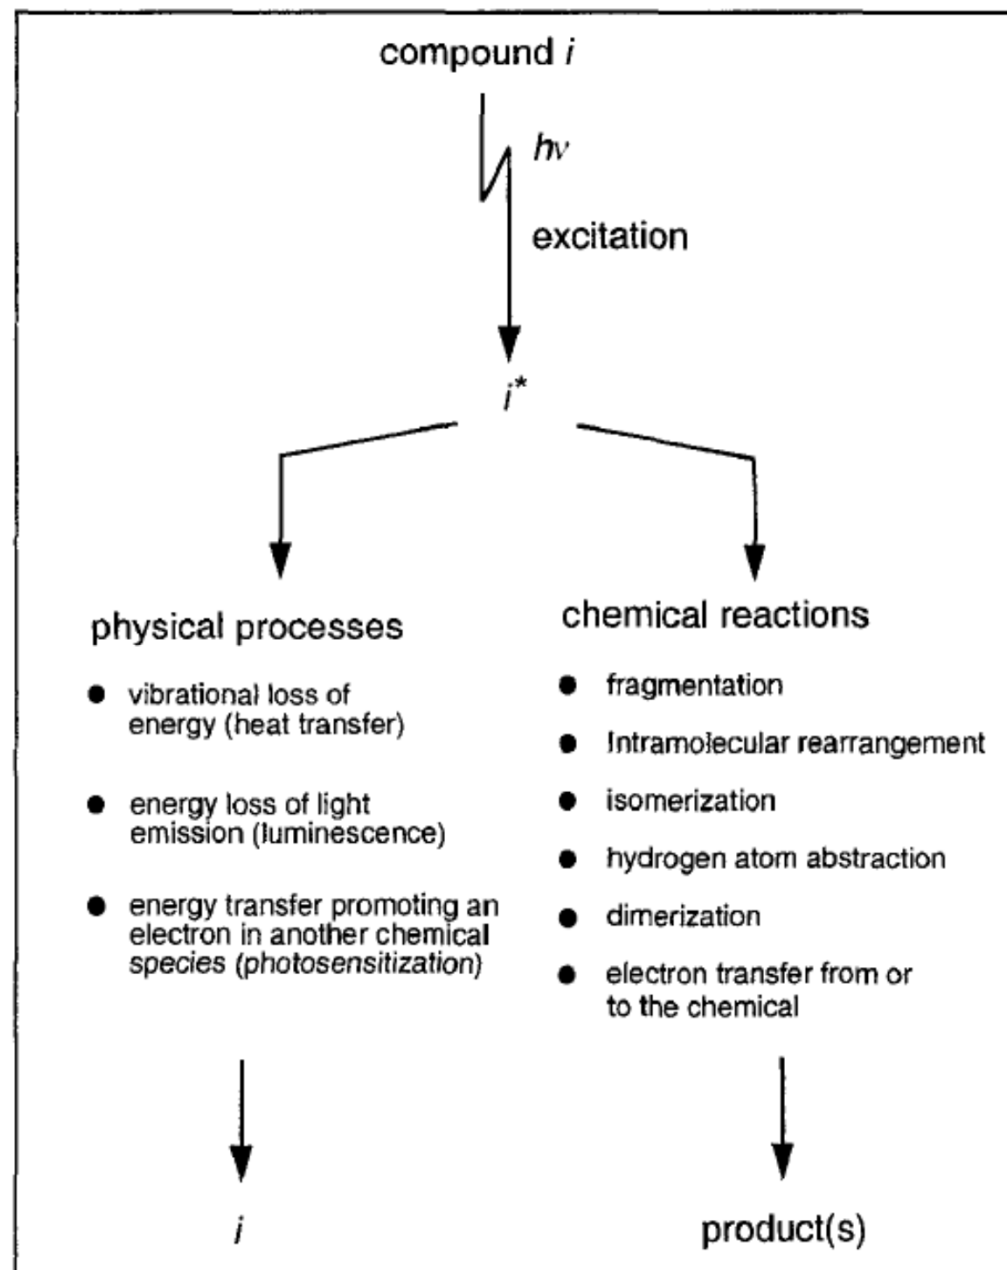 compound i
hν
excitation
i*
physical processes
● vibrational loss of
energy (heat transfer)
● energy loss of light
emission (luminescence)
● energy transfer promoting an
electron in another chemical
species (photosensitization)
i
chemical reactions
● fragmentation
● Intramolecular rearrangement
● isomerization
● hydrogen atom abstraction
● dimerization
● electron transfer from or
to the chemical
product(s)